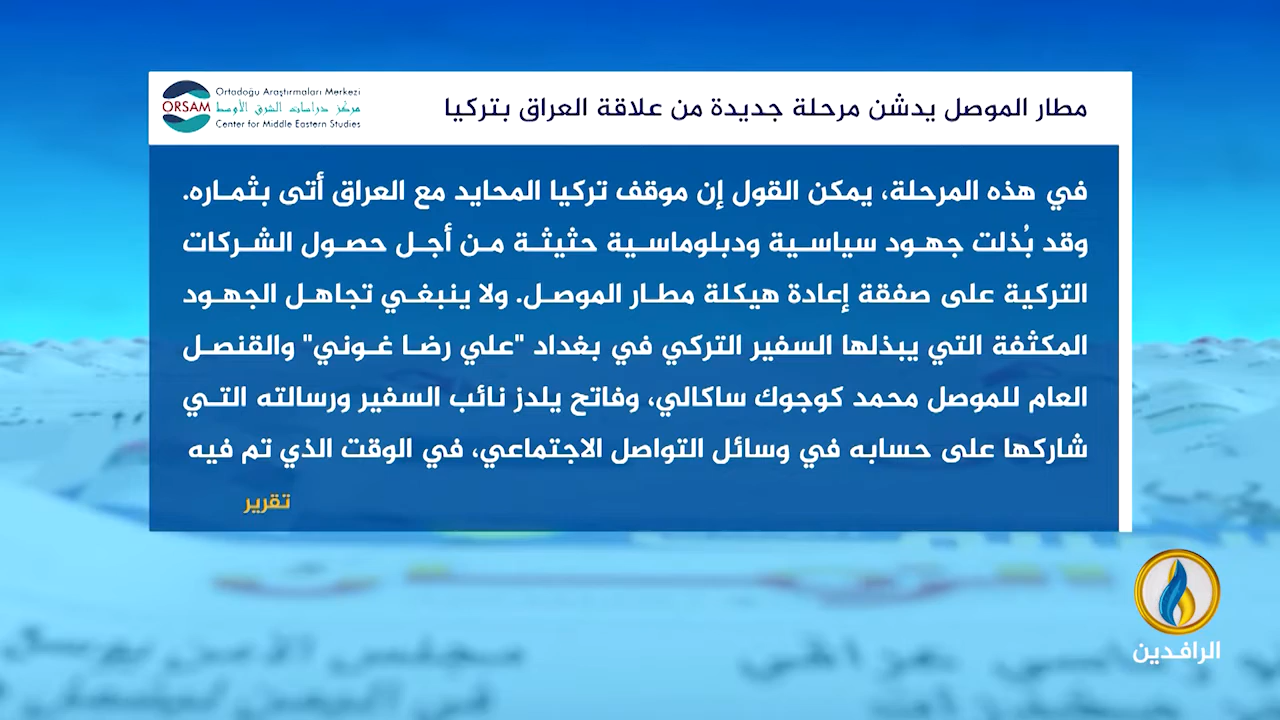 ORSAM
Ortadoğu Araştırmaları Merkezi
مركز دراسات الشرق الأوسط
Center for Middle Eastern Studies
مطار الموصل يدشن مرحلة جديدة من علاقة العراق بتركيا
في هذه المرحلة، يمكن القول إن موقف تركيا المحايد مع العراق أتى بثماره.
وقد بُذلت جهود سياسية ودبلوماسية حثيثة من أجل حصول الشركات
التركية على صفقة إعادة هيكلة مطار الموصل. ولا ينبغي تجاهل الجهود
المكثفة التي يبذلها السفير التركي في بغداد "علي رضا غوني" والقنصل
العام للموصل محمد كوجوك ساكالي، وفاتح يلدز نائب السفير ورسالته التي
شاركها على حسابه في وسائل التواصل الاجتماعي، في الوقت الذي تم فيه
تقرير
الرافدين
مجلس الأمن
في اليمن